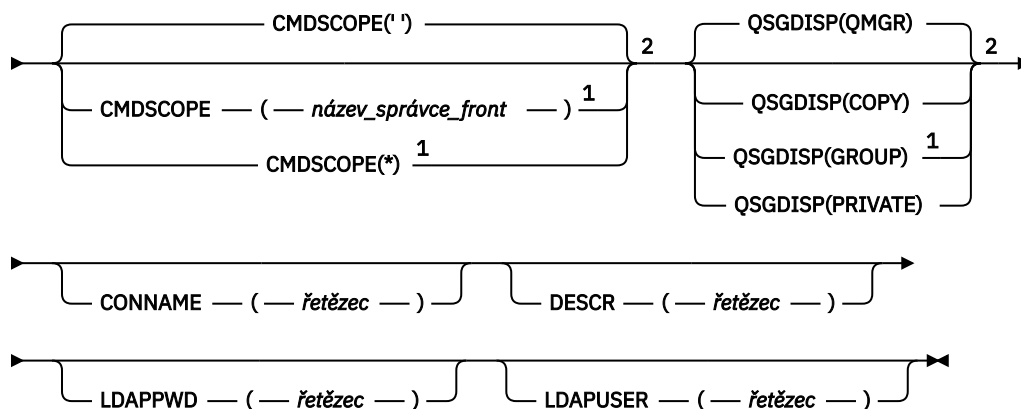 CMDSCOPE(' ')
2
CMDSCOPE ( název_správce_front ) 1
CMDSCOPE(*) 1
QSGDISP(QMGR)
2
QSGDISP(COPY)
QSGDISP(GROUP) 1
QSGDISP(PRIVATE)
CONNAME ( řetězec )
DESCR ( řetězec )
LDAPPWD ( řetězec )
LDAPUSER ( řetězec )